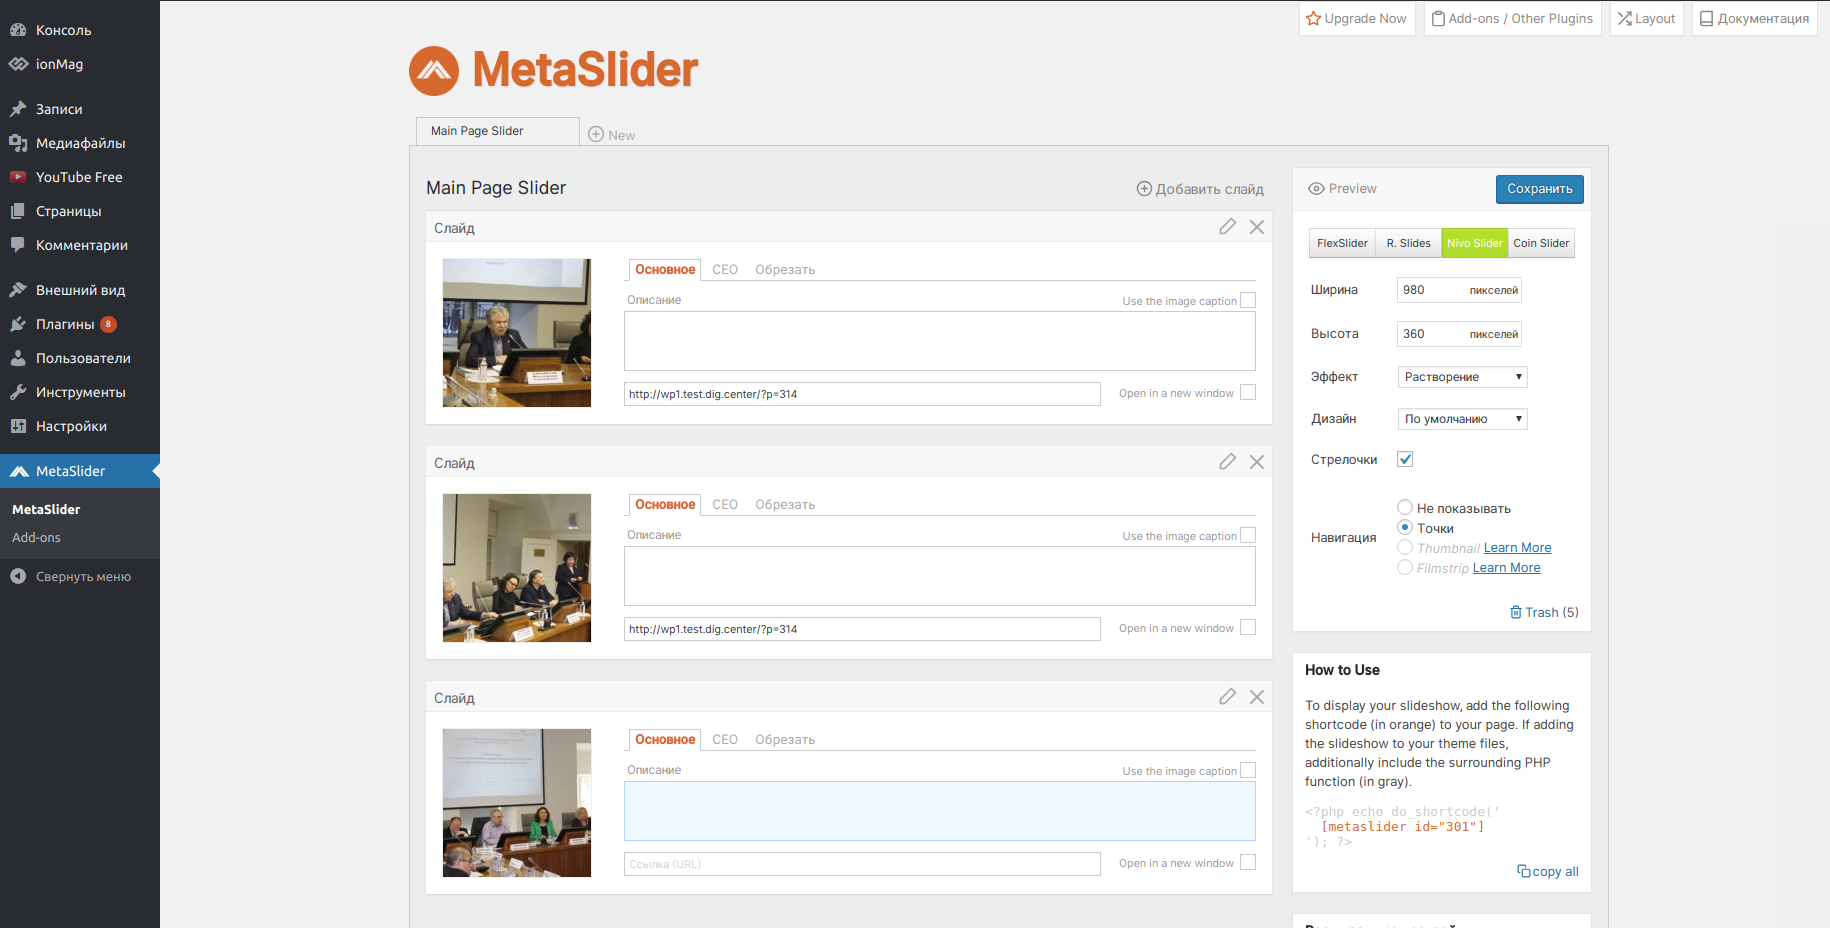 Консоль
ionMag
Записи
Медиафайлы
YouTube Free
Страницы
Комментарии
Внешний вид
Плагины 8
Пользователи
Инструменты
Настройки
MetaSlider
MetaSlider
Add-ons
Свернуть меню
Upgrade Now
Add-ons / Other Plugins
Layout
Документация
MetaSlider
Main Page Slider
New
Main Page Slider
Добавить слайд
Слайд
Основное СЕО Обрезать
Описание
Use the image caption
http://wp1.test.dig.center/?p=314
Open in a new window
Слайд
Основное СЕО Обрезать
Описание
Use the image caption
http://wp1.test.dig.center/?p=314
Open in a new window
Слайд
Основное СЕО Обрезать
Описание
Use the image caption
Ссылка (URL)
Open in a new window
Preview
Сохранить
FlexSlider R. Slides Nivo Slider Coin Slider
Ширина 980 пикселей
Высота 360 пикселей
Эффект Растворение
Дизайн По умолчанию
Стрелочки
Навигация
Не показывать
Точки
Thumbnail Learn More
Filmstrip Learn More
Trash (5)
How to Use
To display your slideshow, add the following
shortcode (in orange) to your page. If adding
the slideshow to your theme files,
additionally include the surrounding PHP
function (in gray).
<?php echo do_shortcode('
[metaslider id="301"]
'); ?>
copy all